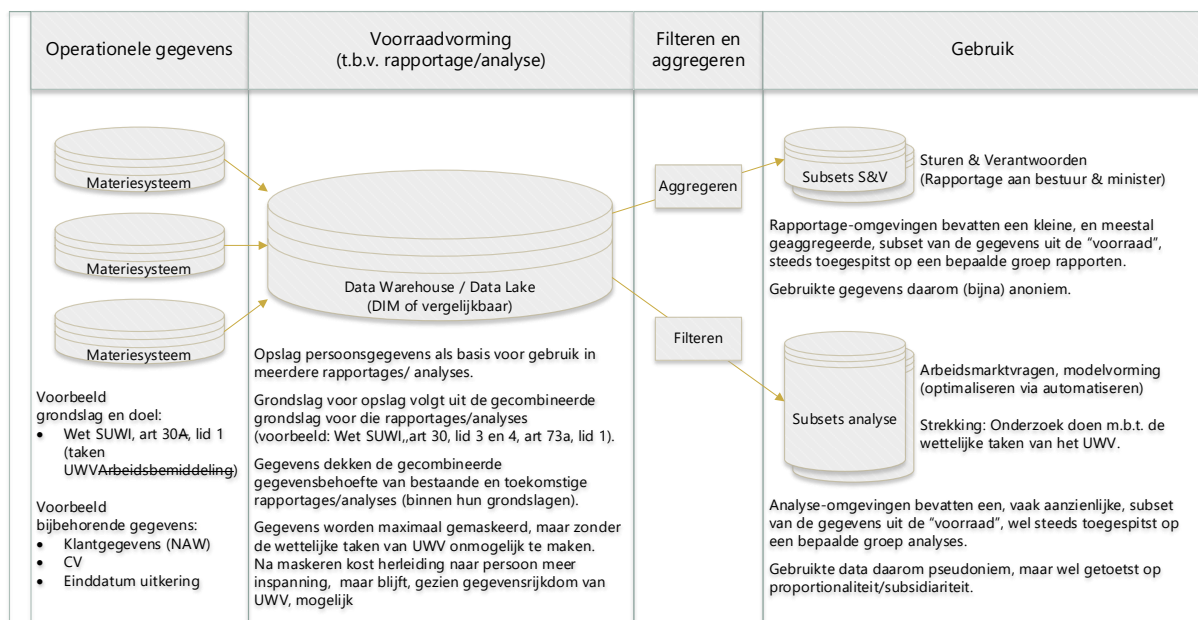 Operationele gegevens
Voorraadvorming
(t.b.v. rapportage/analyse)
Filteren en
aggregeren
Gebruik
Materiesysteem
Materiesysteem
Materiesysteem
Voorbeeld
grondslag en doel:
• Wet SUWI, art 30A, lid 1
(taken
UWVArbeidsbemiddeling)
Voorbeeld
bijbehorende gegevens:
• Klantgegevens (NAW)
• CV
• Einddatum uitkering
Data Warehouse / Data Lake
(DIM of vergelijkbaar)
Opslag persoonsgegevens als basis voor gebruik in
meerdere rapportages/ analyses.
Grondslag voor opslag volgt uit de gecombineerde
grondslag voor die rapportages/analyses
(voorbeeld: Wet SUWI,,art 30, lid 3 en 4, art 73a, lid 1).
Gegevens dekken de gecombineerde
gegevensbehoefte van bestaande en toekomstige
rapportages/analyses (binnen hun grondslagen).
Gegevens worden maximaal gemaskeerd, maar zonder
de wettelijke taken van UWV onmogelijk te maken.
Na maskeren kost herleiding naar persoon meer
inspanning, maar blijft, gezien gegevensrijkdom van
UWV, mogelijk
Aggregeren
Filteren
Subsets S&V
Sturen & Verantwoorden
(Rapportage aan bestuur & minister)
Rapportage-omgevingen bevatten een kleine, en meestal
geaggregeerde, subset van de gegevens uit de “voorraad”,
steeds toegespitst op een bepaalde groep rapporten.
Gebruikte gegevens daarom (bijna) anoniem.
Subsets analyse
Arbeidsmarktvragen, modelvorming
(optimaliseren via automatiseren)
Strekking: Onderzoek doen m.b.t. de
wettelijke taken van het UWV.
Analyse-omgevingen bevatten een, vaak aanzienlijke, subset
van de gegevens uit de “voorraad”, wel steeds toegespitst op
een bepaalde groep analyses.
Gebruikte data daarom pseudoniem, maar wel getoetst op
proportionaliteit/subsidiariteit.